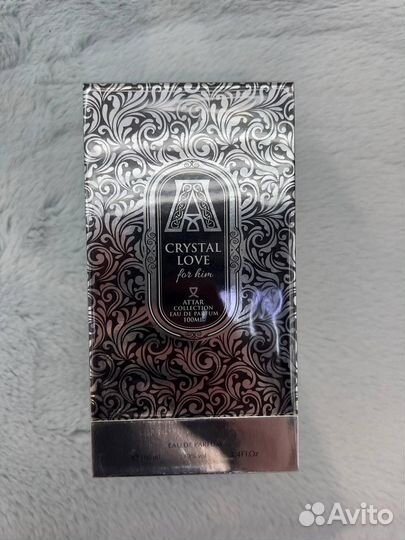 A
CRYSTAL
LOVE
for him
ATTAR
COLLECTION
EAU DE PARFUM
100ML
EAU DE PARFUM
Avito